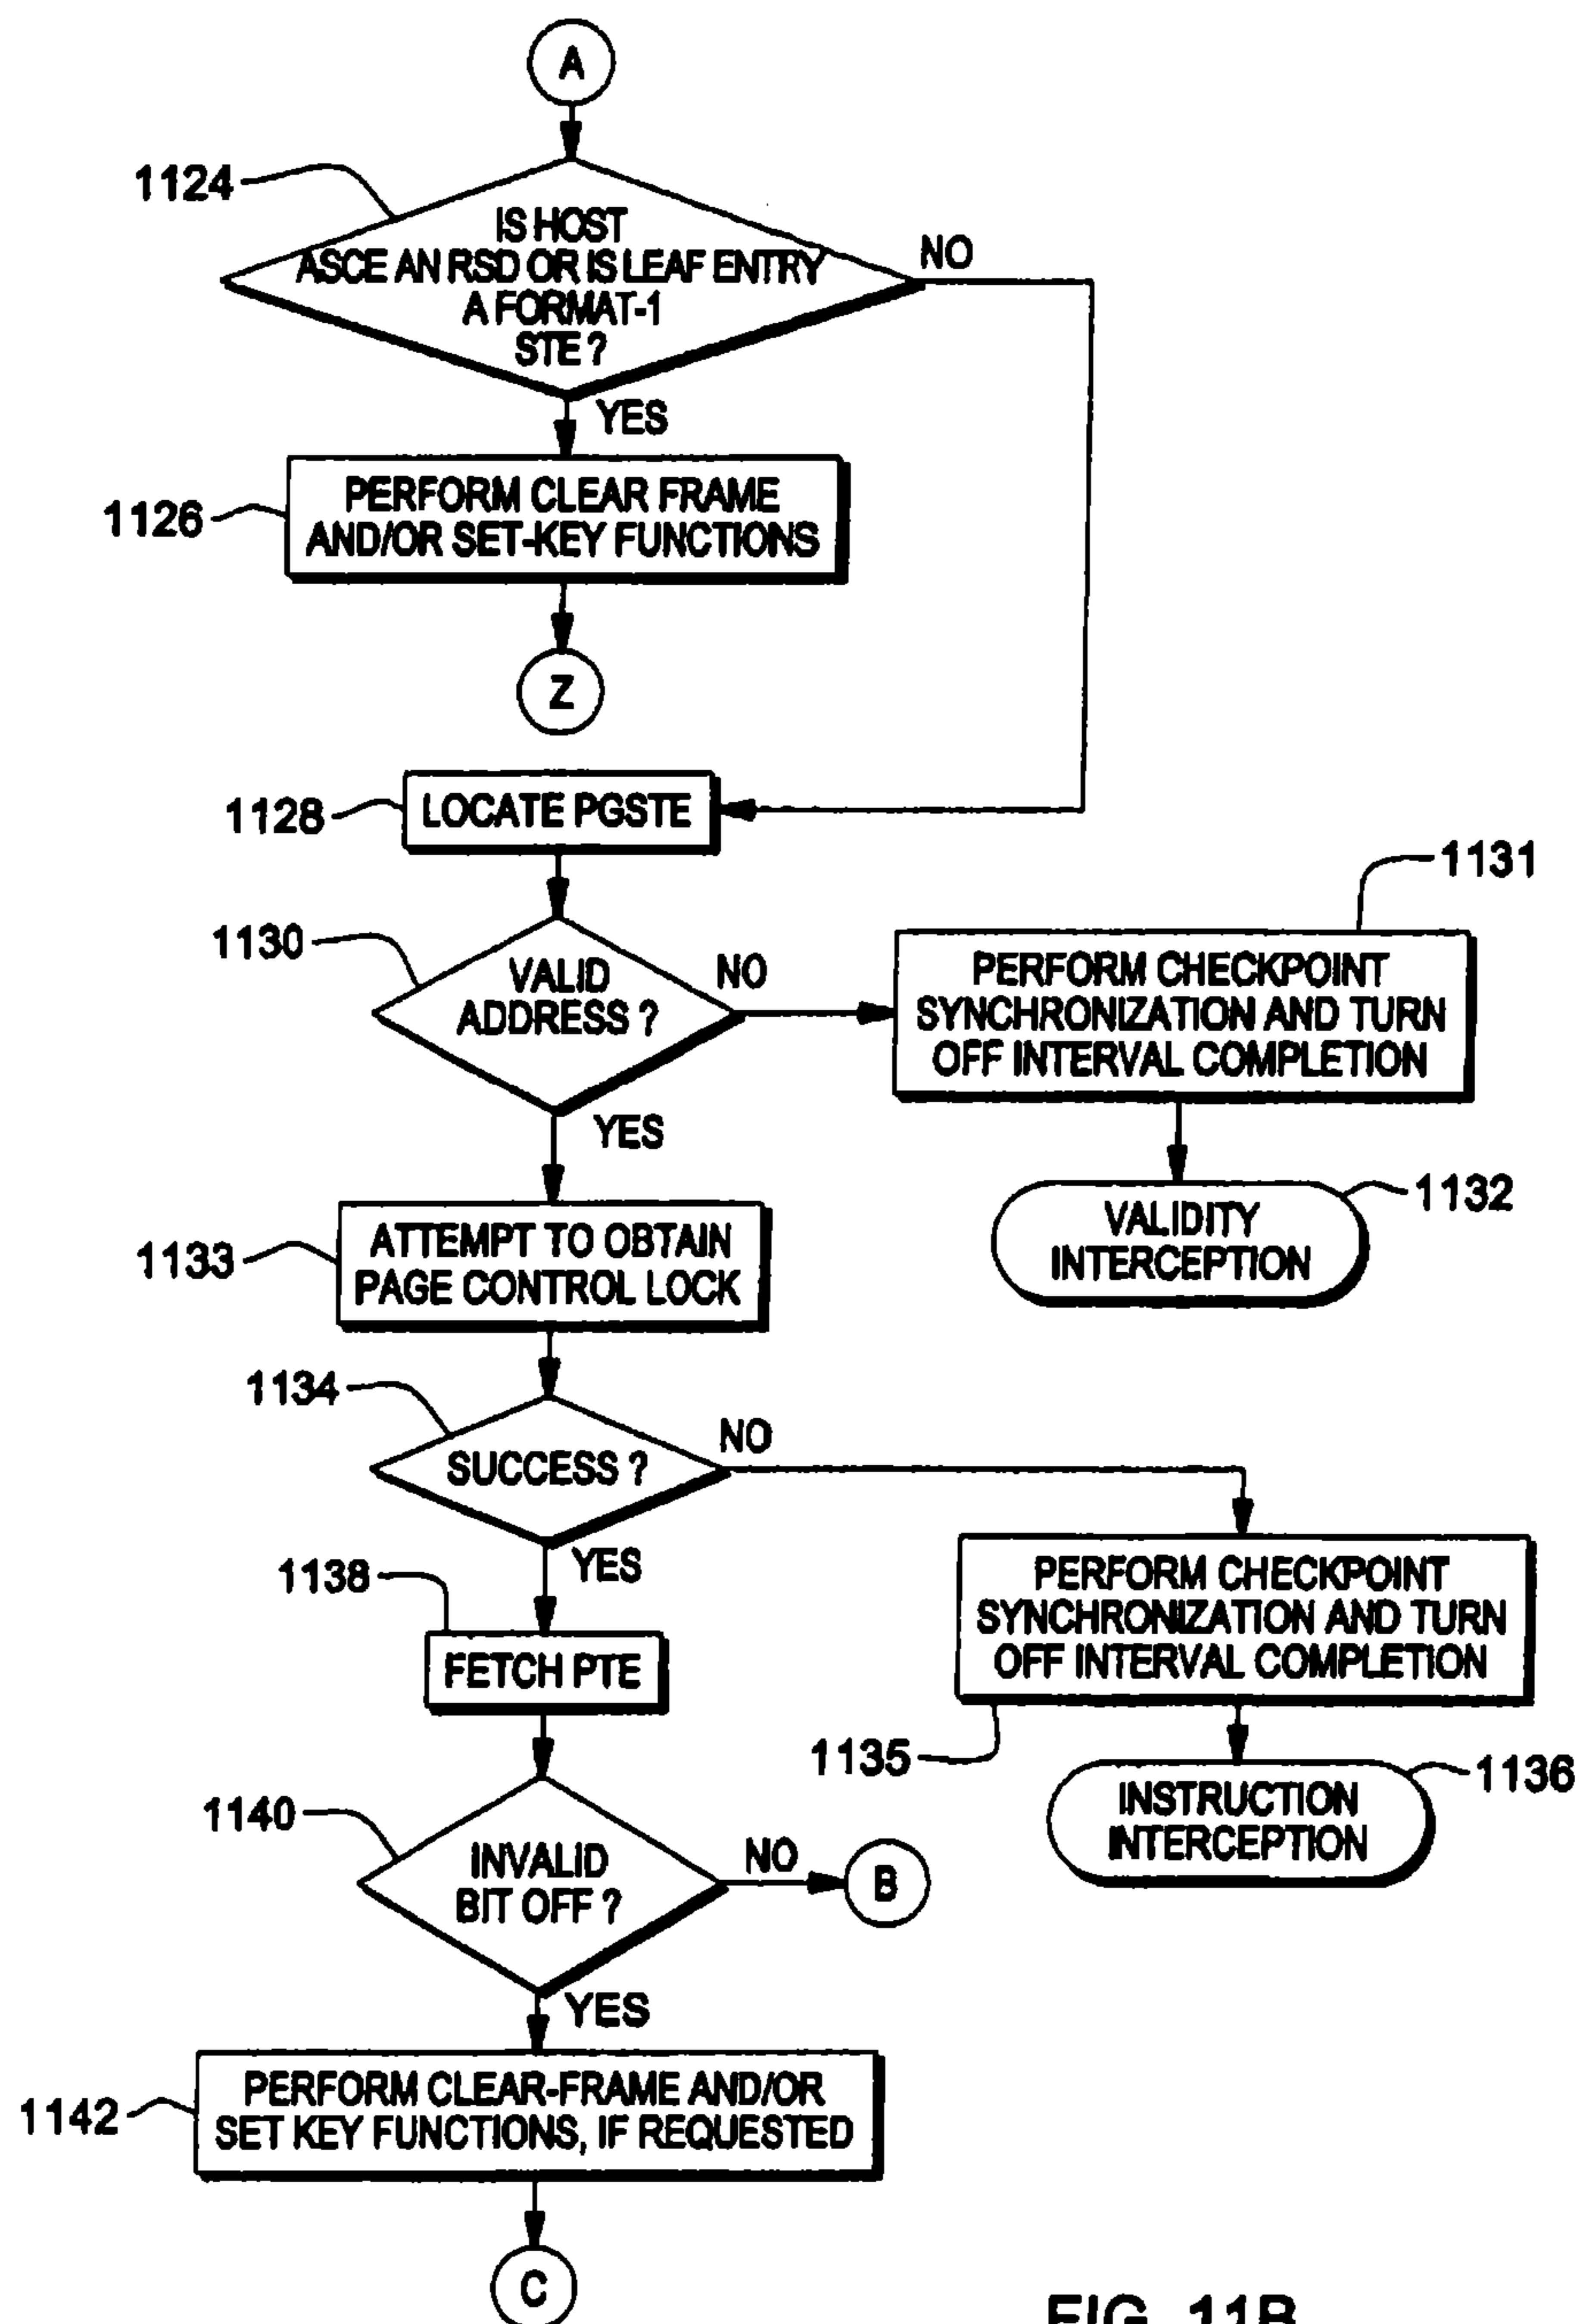 A
1124
IS HOST
ASCE AN RSD OR IS LEAF ENTRY
A FORMAT-1
STE ?
NO
YES
1126
PERFORM CLEAR FRAME
AND/OR SET-KEY FUNCTIONS
Z
1128
LOCATE PGSTE
1130
VALID
ADDRESS ?
NO
1131
PERFORM CHECKPOINT
SYNCHRONIZATION AND TURN
OFF INTERVAL COMPLETION
YES
1132
VALIDITY
INTERCEPTION
1133
ATTEMPT TO OBTAIN
PAGE CONTROL LOCK
1134
SUCCESS ?
NO
YES
1135
PERFORM CHECKPOINT
SYNCHRONIZATION AND TURN
OFF INTERVAL COMPLETION
1136
INSTRUCTION
INTERCEPTION
1138
FETCH PTE
1140
INVALID
BIT OFF ?
NO
B
YES
1142
PERFORM CLEAR-FRAME AND/OR
SET KEY FUNCTIONS, IF REQUESTED
C
FIG. 11B